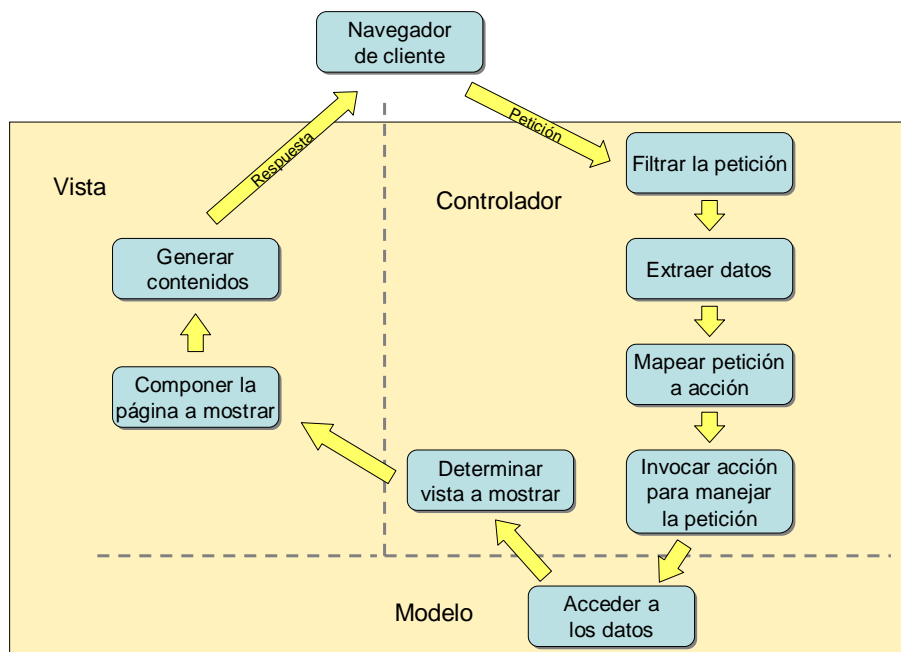 Navegador
de cliente
Petición
Respuesta
Filtrar la petición
Vista
Controlador
Generar
contenidos
Extraer datos
Mapear petición
a acción
Componer la
página a mostrar
Determinar
vista a mostrar
Invocar acción
para manejar
la petición
Modelo
Acceder a
los datos